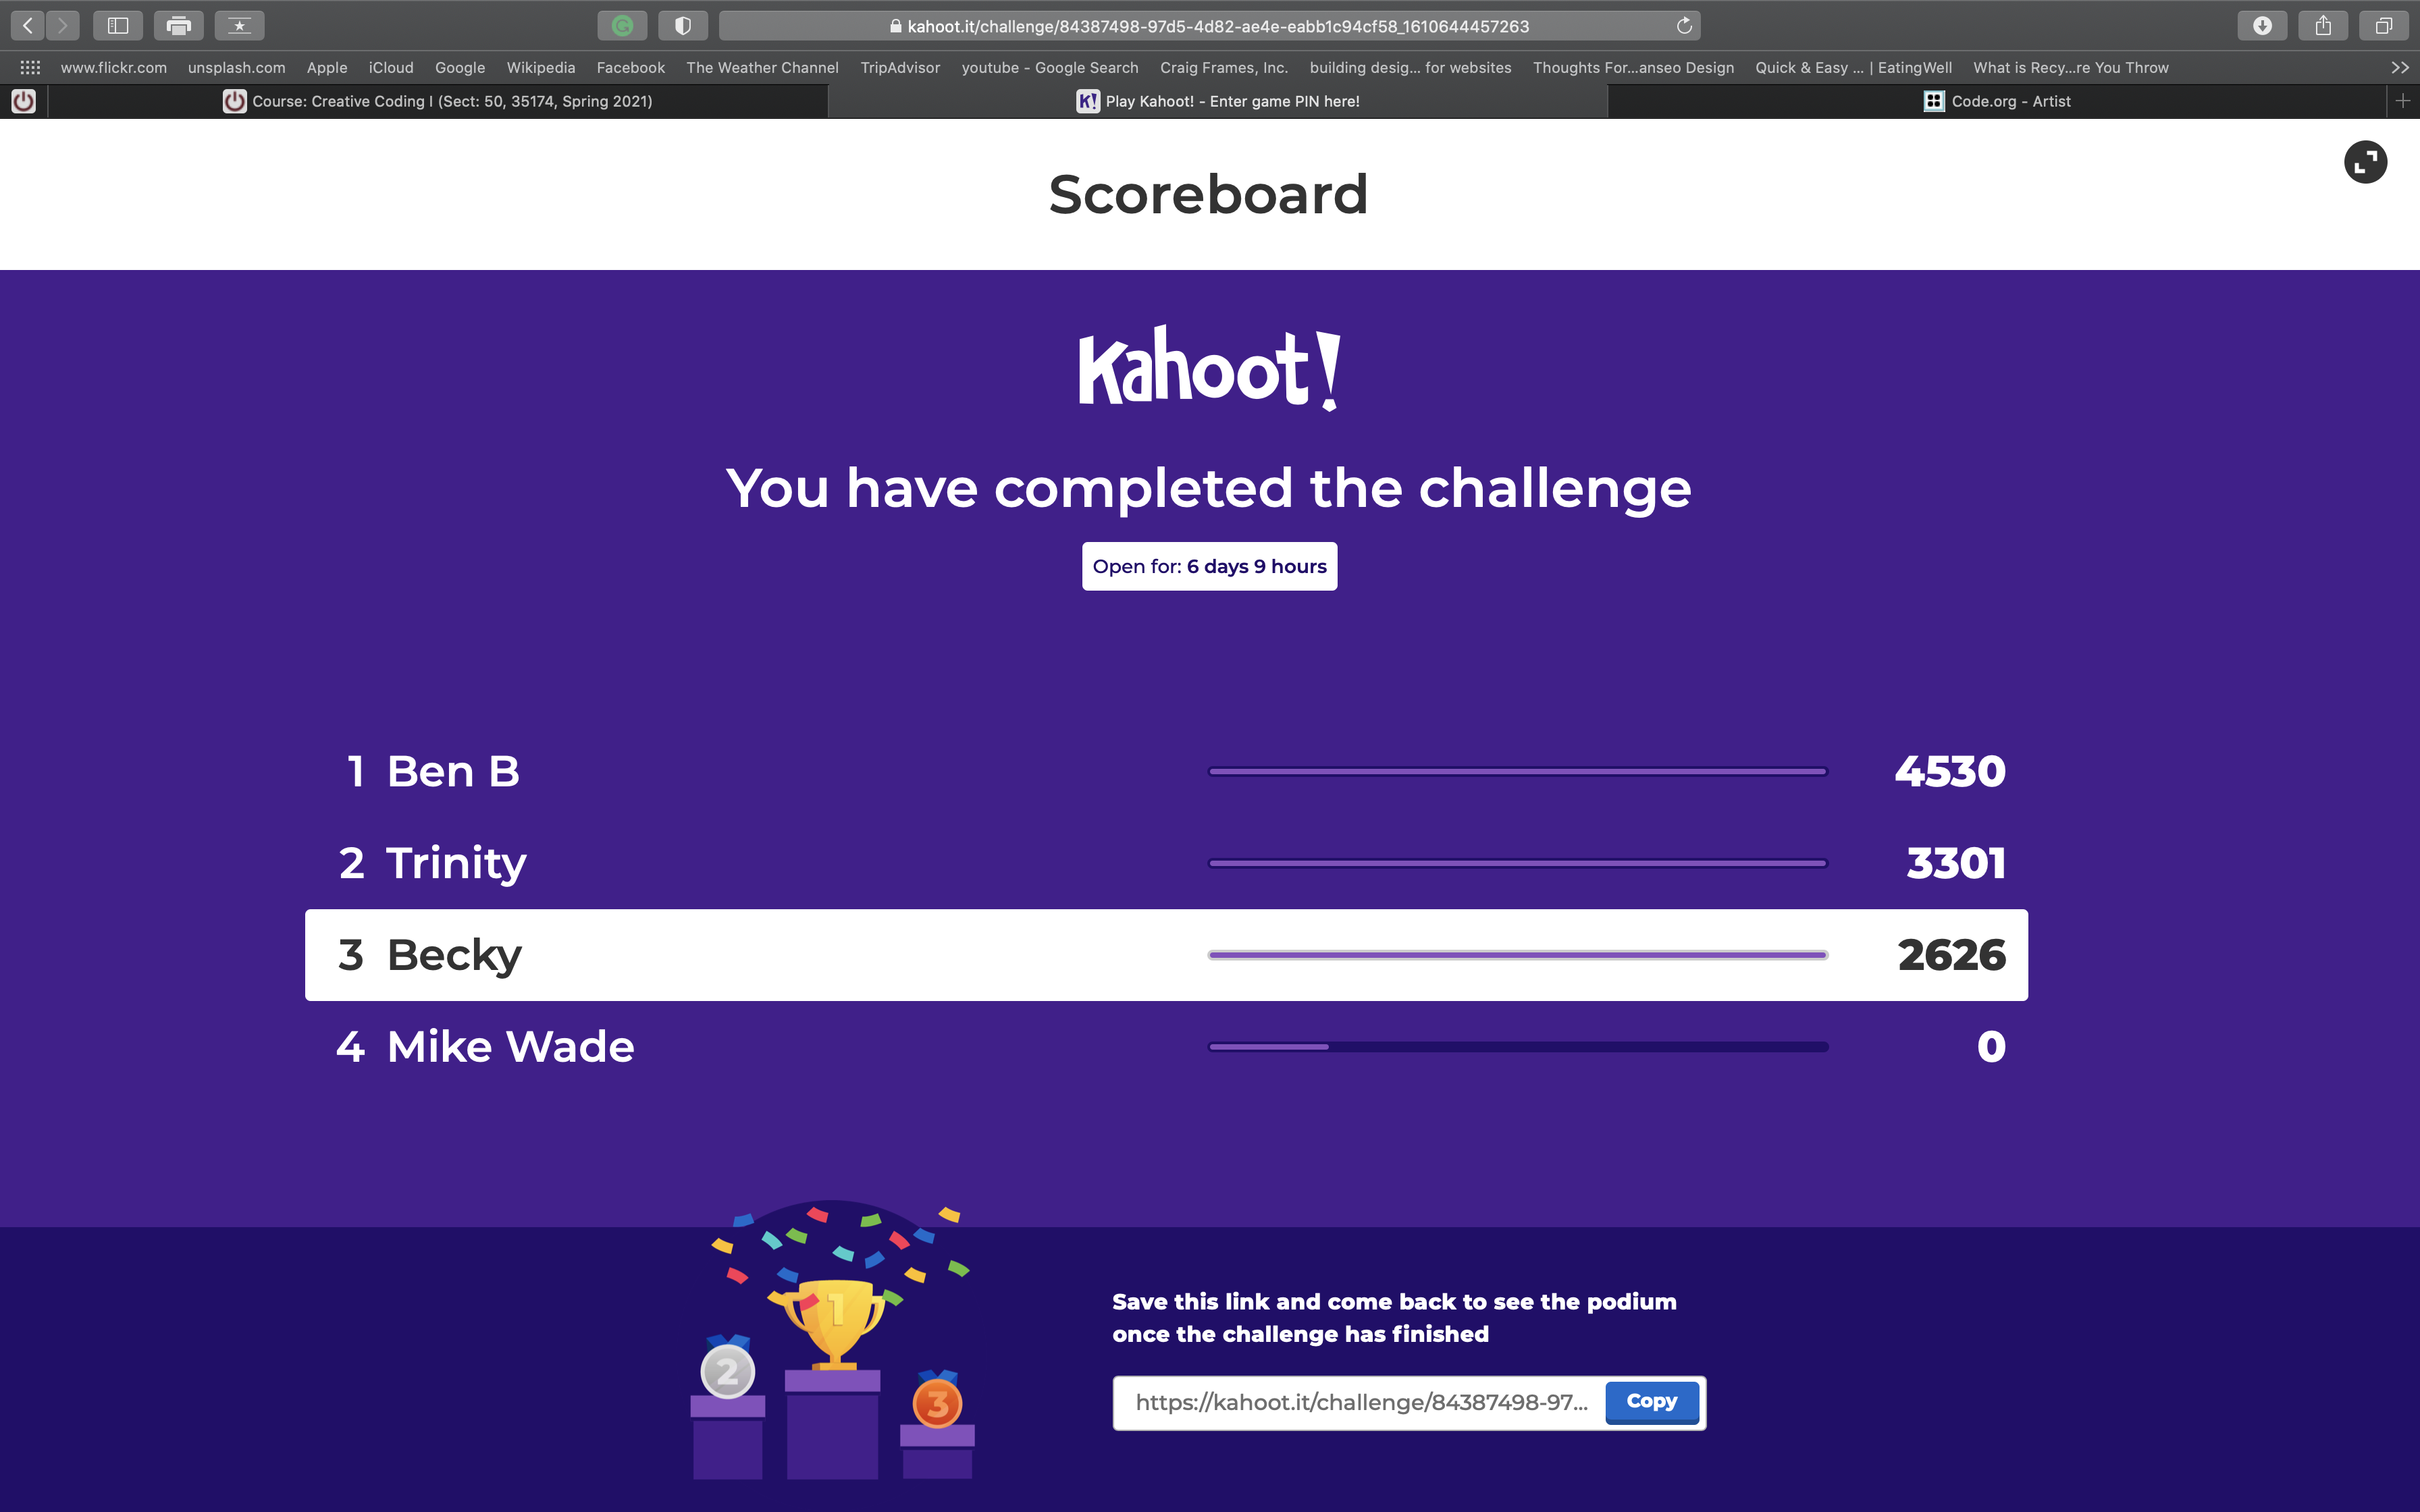 kahoot.it/challenge/84387498-97d5-4d82-ae4e-eabb1c94cf58_1610644457263
www.flickr.com unsplash.com Apple iCloud Google Wikipedia Facebook The Weather Channel TripAdvisor youtube - Google Search Craig Frames, Inc. building desig... for websites Thoughts For...anseo Design Quick & Easy ... | EatingWell What is Recy...re You Throw
Course: Creative Coding I (Sect: 50, 35174, Spring 2021) K! Play Kahoot! - Enter game PIN here! Code.org - Artist
Scoreboard
Kahoot!
You have completed the challenge
Open for: 6 days 9 hours
1 Ben B 4530
2 Trinity 3301
3 Becky 2626
4 Mike Wade 0
1
2
3
Save this link and come back to see the podium
once the challenge has finished
https://kahoot.it/challenge/84387498-97... Copy